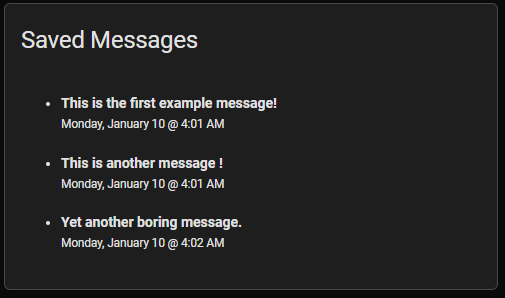 Saved Messages
This is the first example message!
Monday, January 10 @ 4:01 AM
This is another message !
Monday, January 10 @ 4:01 AM
Yet another boring message.
Monday, January 10 @ 4:02 AM